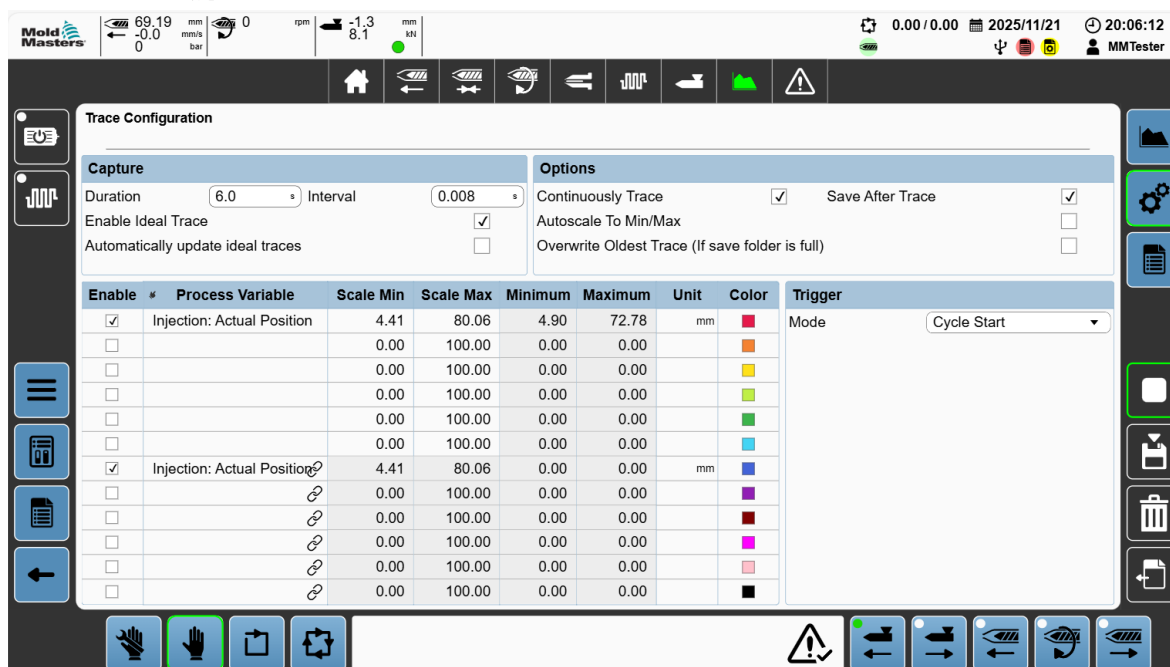 Mold Masters
69.19 mm
-0.0 mm/s
0 bar
0 rpm
-1.3 mm
8.1 kN
0.00 / 0.00
2025/11/21
20:06:12
MMTester
Trace Configuration
Capture
Duration 6.0 s Interval 0.008 s
Enable Ideal Trace
Automatically update ideal traces
Options
Continuously Trace Save After Trace
Autoscale To Min/Max
Overwrite Oldest Trace (If save folder is full)
Enable # Process Variable Scale Min Scale Max Minimum Maximum Unit Color
Injection: Actual Position 4.41 80.06 4.90 72.78 mm
0.00 100.00 0.00 0.00
0.00 100.00 0.00 0.00
0.00 100.00 0.00 0.00
0.00 100.00 0.00 0.00
0.00 100.00 0.00 0.00
Injection: Actual Position 4.41 80.06 0.00 0.00 mm
0.00 100.00 0.00 0.00
0.00 100.00 0.00 0.00
0.00 100.00 0.00 0.00
0.00 100.00 0.00 0.00
0.00 100.00 0.00 0.00
Trigger
Mode Cycle Start